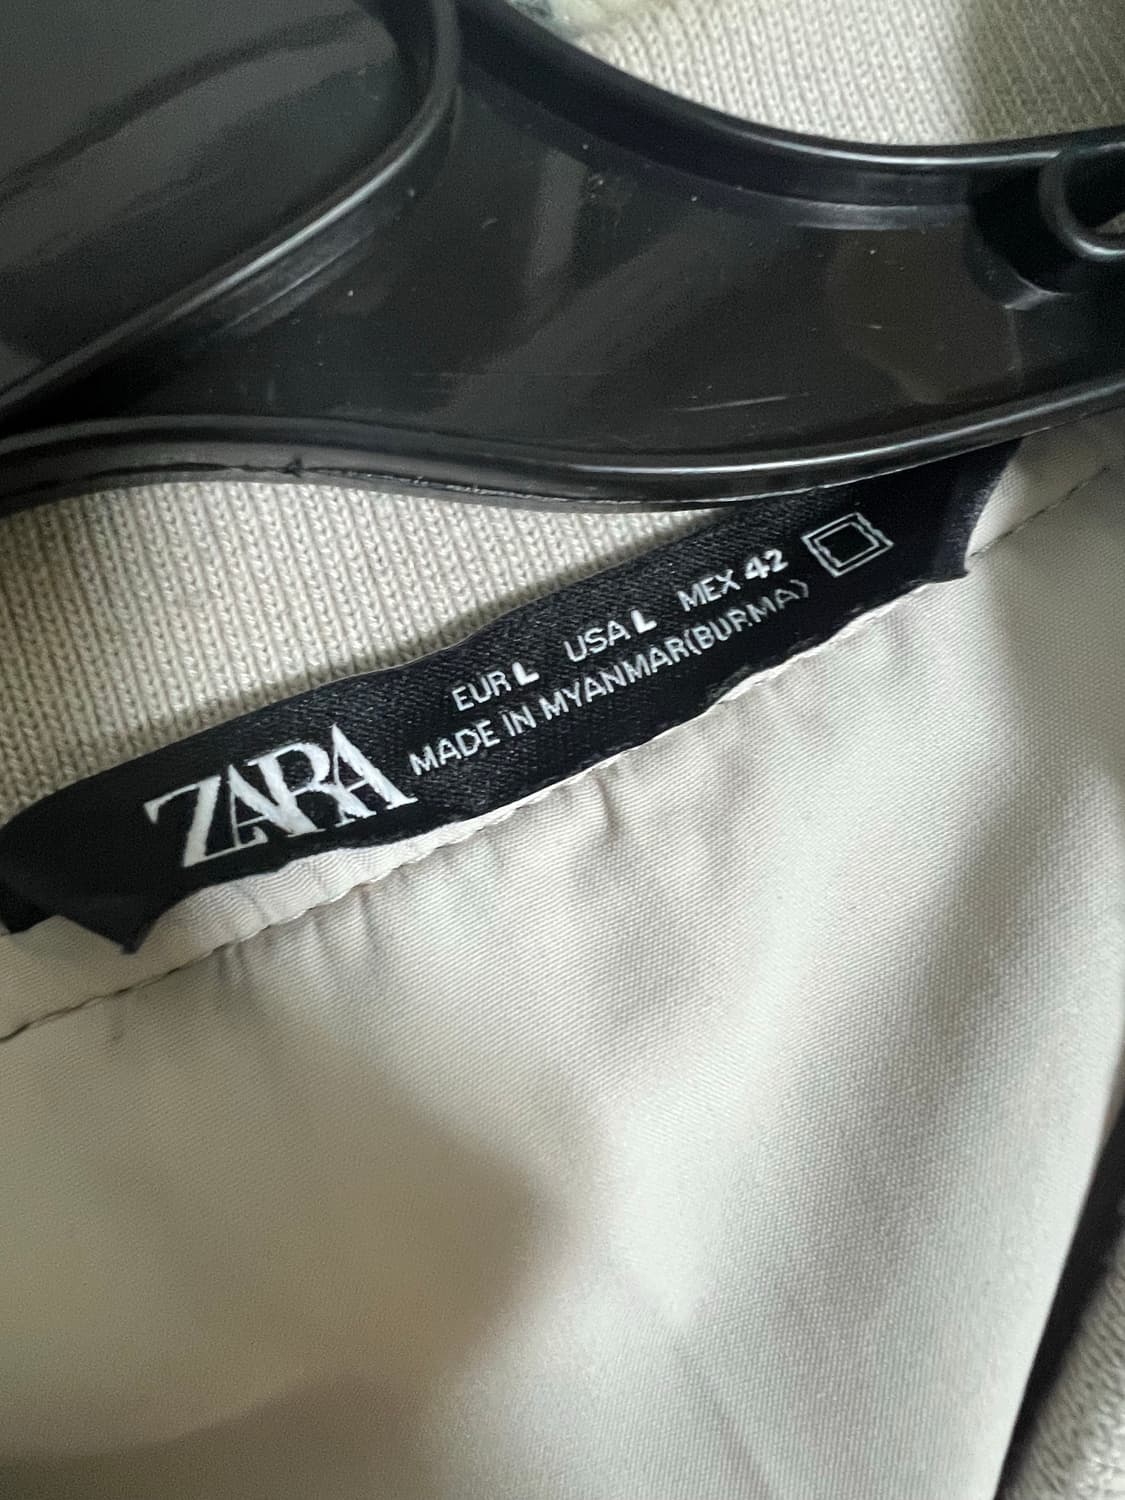 ZARA
EUR L USA L MEX 42
MADE IN MYANMAR(BURMA)